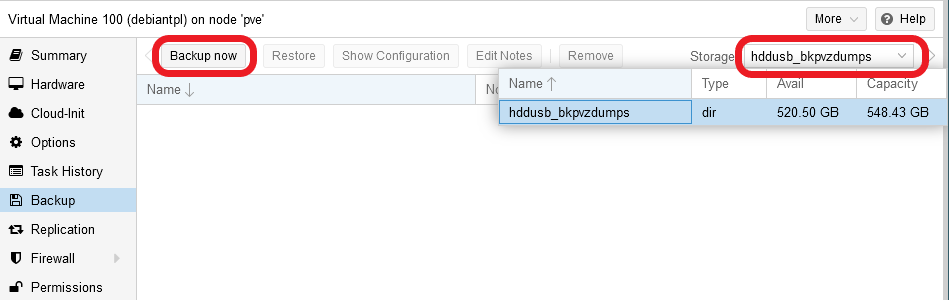 Virtual Machine 100 (debiantpl) on node 'pve'
More
Help
Summary
Hardware
Cloud-Init
Options
Task History
Backup
Replication
Firewall
Permissions
Backup now
Restore
Show Configuration
Edit Notes
Remove
Storage
hddusb_bkpvzdumps
Name
No
Name
Type
Avail
Capacity
hddusb_bkpvzdumps
dir
520.50 GB
548.43 GB